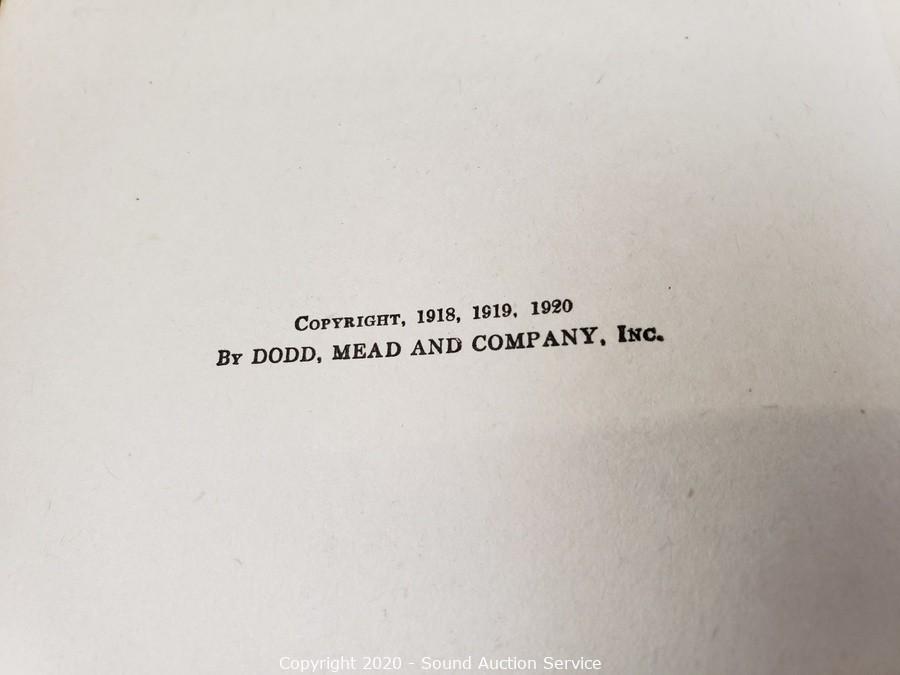 Copyright, 1918, 1919, 1920
By DODD, MEAD AND COMPANY, Inc.
Copyright 2020 - Sound Auction Service